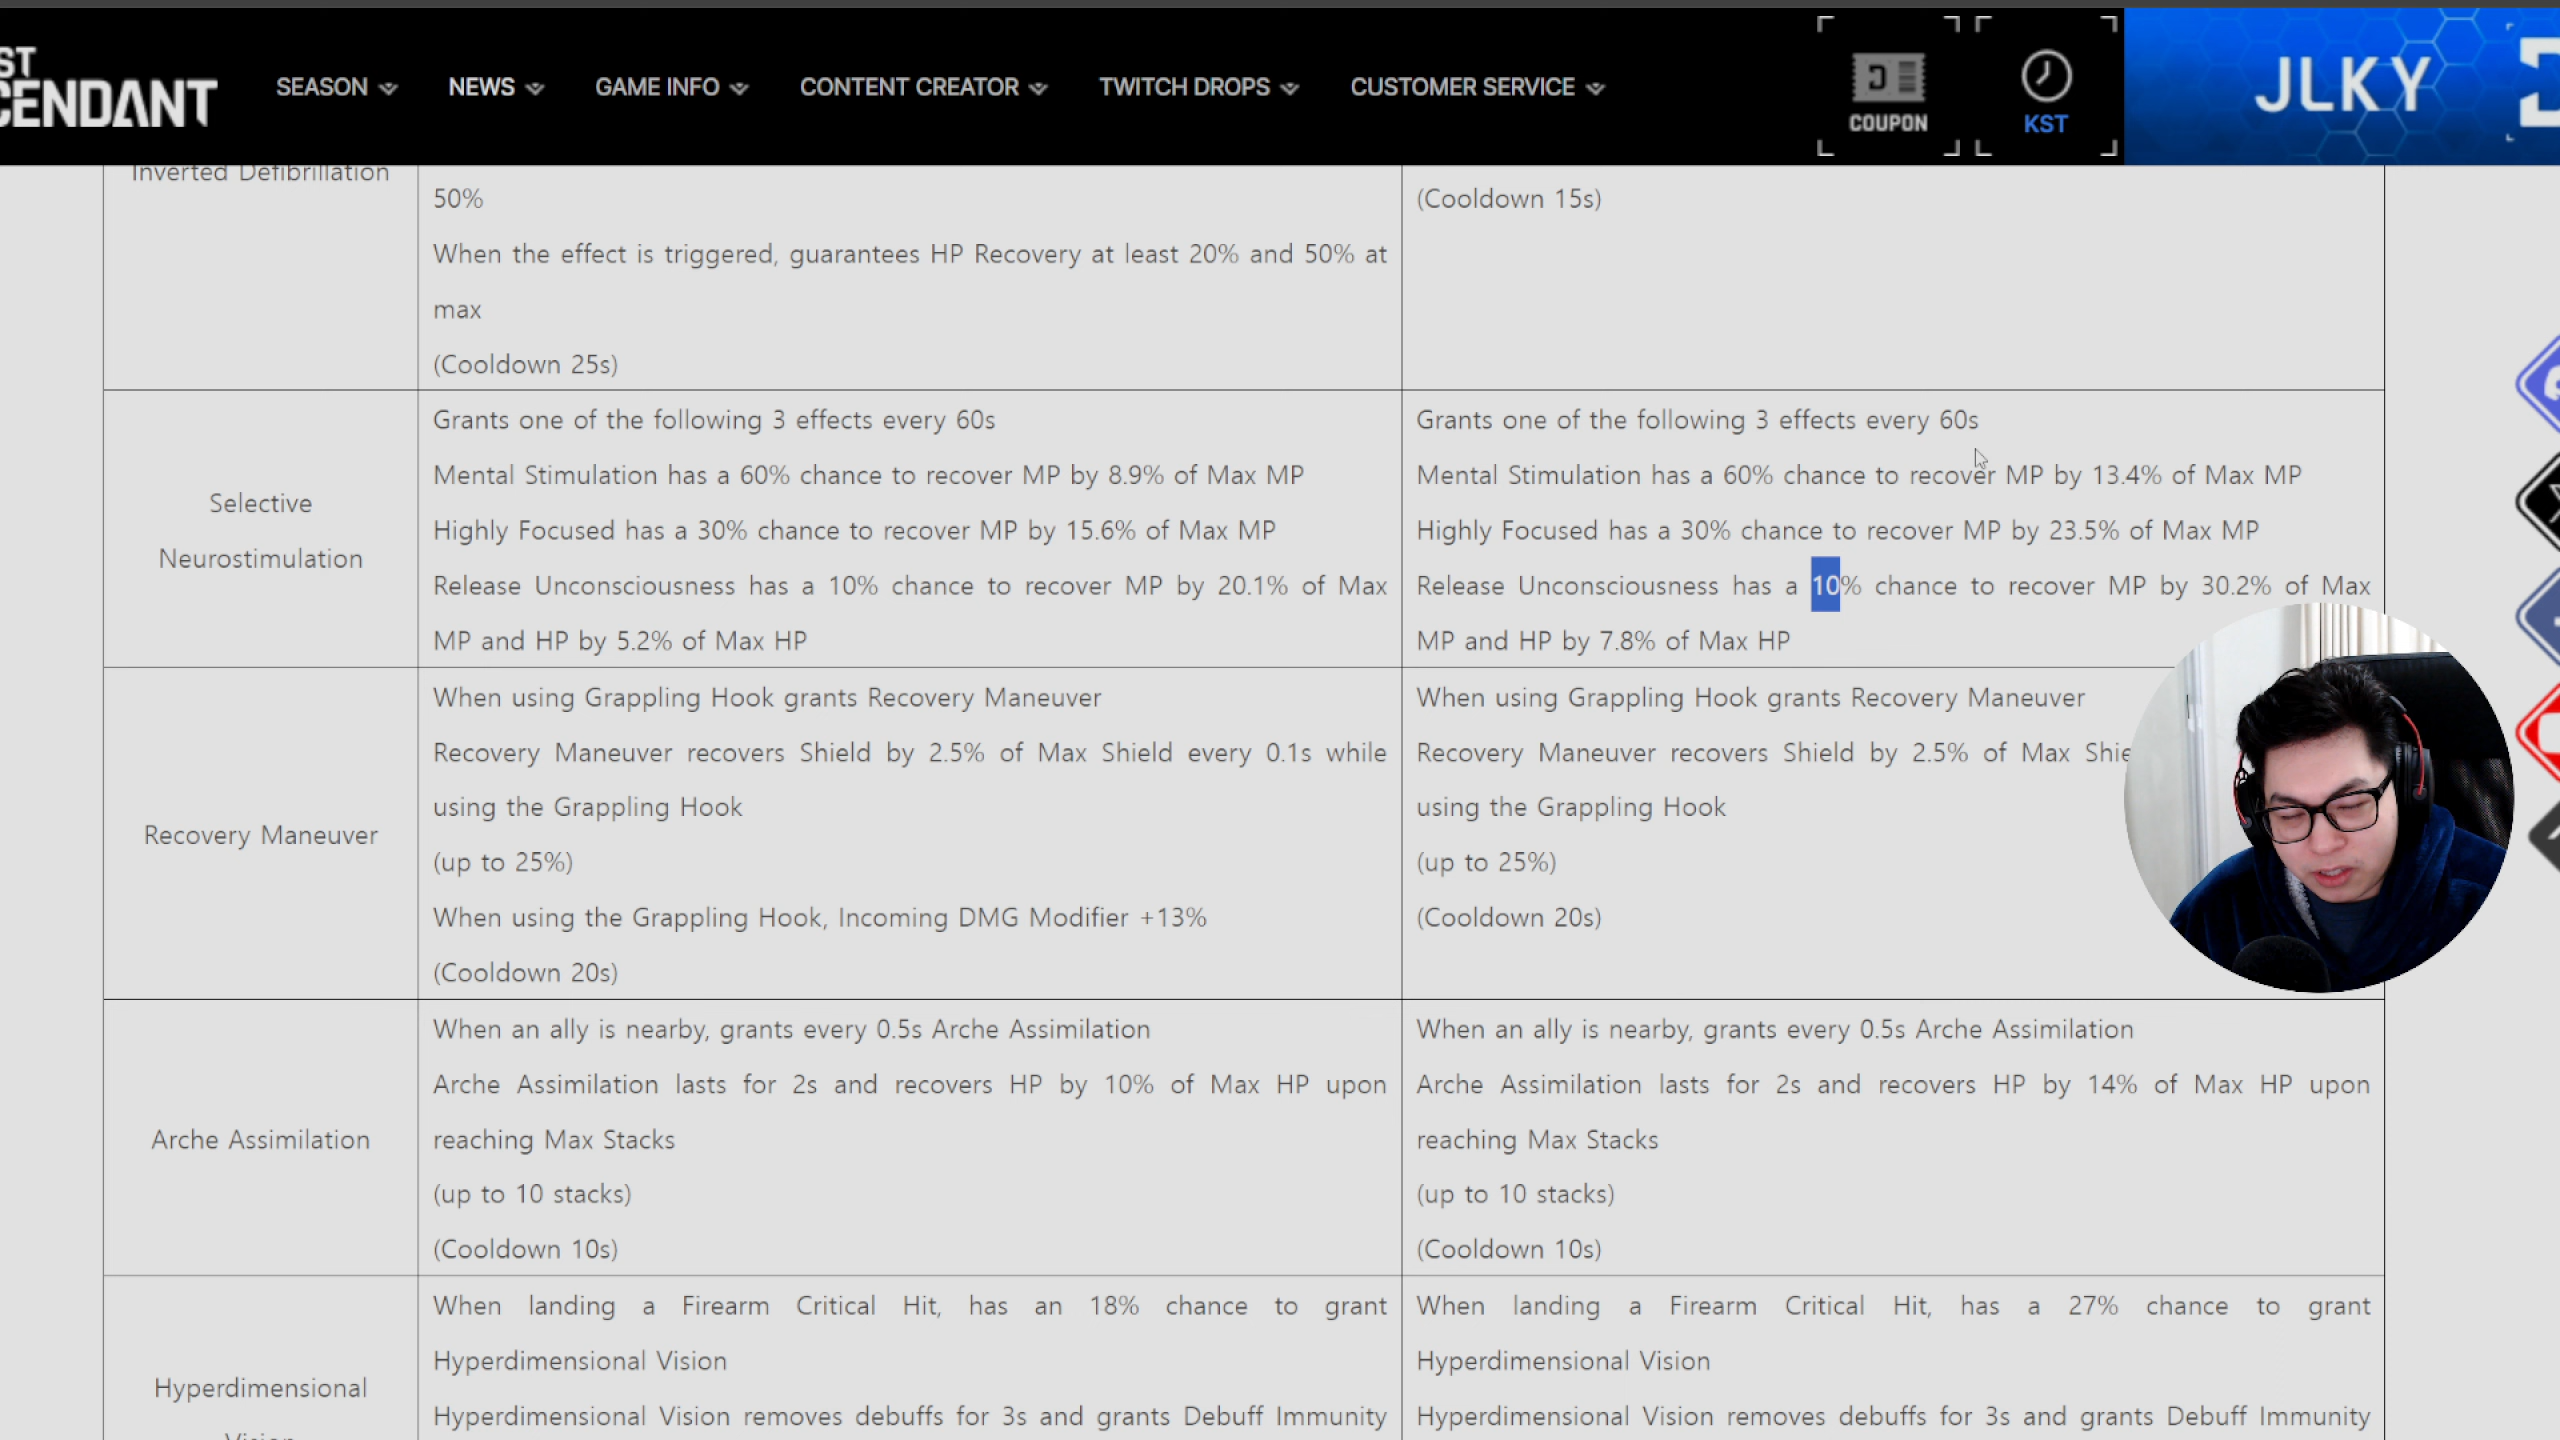 ST
CENDANT
SEASON
NEWS
GAME INFO
CONTENT CREATOR
TWITCH DROPS
CUSTOMER SERVICE
COUPON
KST
JLKY
Inverted Defibrillation
50%
When the effect is triggered, guarantees HP Recovery at least 20% and 50% at
max
(Cooldown 25s)
(Cooldown 15s)
Selective
Neurostimulation
Grants one of the following 3 effects every 60s
Mental Stimulation has a 60% chance to recover MP by 8.9% of Max MP
Highly Focused has a 30% chance to recover MP by 15.6% of Max MP
Release Unconsciousness has a 10% chance to recover MP by 20.1% of Max
MP and HP by 5.2% of Max HP
Grants one of the following 3 effects every 60s
Mental Stimulation has a 60% chance to recover MP by 13.4% of Max MP
Highly Focused has a 30% chance to recover MP by 23.5% of Max MP
Release Unconsciousness has a 10% chance to recover MP by 30.2% of Max
MP and HP by 7.8% of Max HP
Recovery Maneuver
When using Grappling Hook grants Recovery Maneuver
Recovery Maneuver recovers Shield by 2.5% of Max Shield every 0.1s while
using the Grappling Hook
(up to 25%)
When using the Grappling Hook, Incoming DMG Modifier +13%
(Cooldown 20s)
When using Grappling Hook grants Recovery Maneuver
Recovery Maneuver recovers Shield by 2.5% of Max Shie
using the Grappling Hook
(up to 25%)
(Cooldown 20s)
Arche Assimilation
When an ally is nearby, grants every 0.5s Arche Assimilation
Arche Assimilation lasts for 2s and recovers HP by 10% of Max HP upon
reaching Max Stacks
(up to 10 stacks)
(Cooldown 10s)
When an ally is nearby, grants every 0.5s Arche Assimilation
Arche Assimilation lasts for 2s and recovers HP by 14% of Max HP upon
reaching Max Stacks
(up to 10 stacks)
(Cooldown 10s)
Hyperdimensional
Vision
When landing a Firearm Critical Hit, has an 18% chance to grant
Hyperdimensional Vision
Hyperdimensional Vision removes debuffs for 3s and grants Debuff Immunity
When landing a Firearm Critical Hit, has a 27% chance to grant
Hyperdimensional Vision
Hyperdimensional Vision removes debuffs for 3s and grants Debuff Immunity